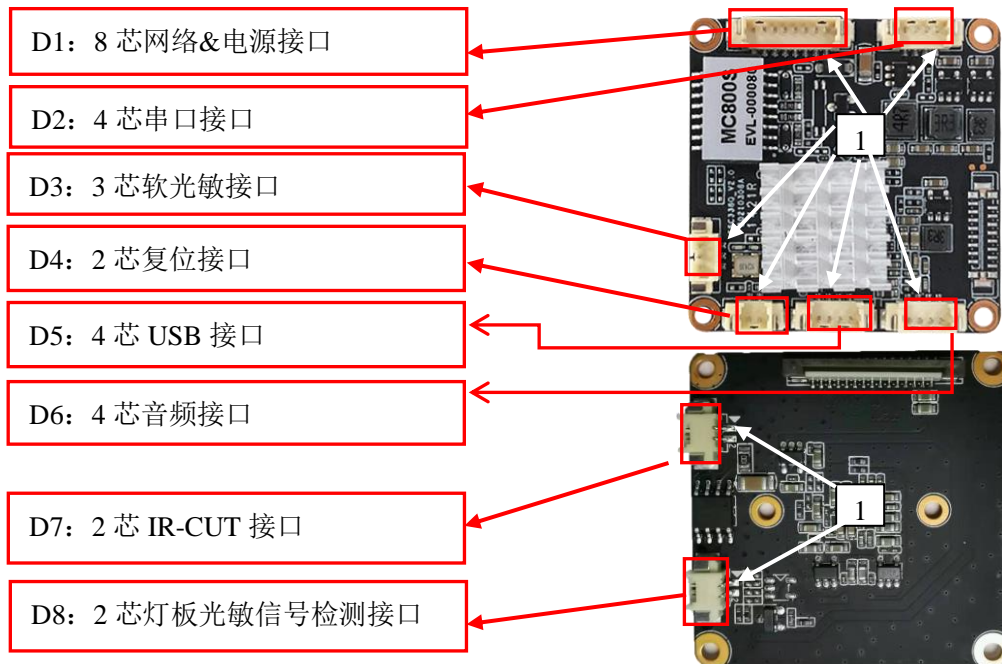 D1：8 芯网络&电源接口
D2：4 芯串口接口
D3：3 芯软光敏接口
D4：2 芯复位接口
D5：4 芯 USB 接口
D6：4 芯音频接口
D7：2 芯 IR-CUT 接口
D8：2 芯灯板光敏信号检测接口
MC800S
EVL-0000080
1
4R7
21R
1